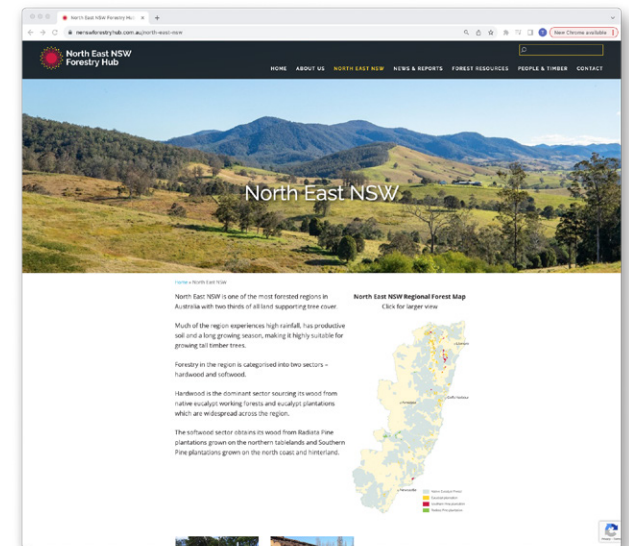 North East NSW Forestry Hub
nenswforestryhub.com.au/north-east-nsw
New Chrome available
North East NSW
Forestry Hub
HOME ABOUT US NORTH EAST NSW NEWS & REPORTS FOREST RESOURCES PEOPLE & TIMBER CONTACT
North East NSW
Home » North East NSW
North East NSW is one of the most forested regions in
Australia with two thirds of all land supporting tree cover.
Much of the region experiences high rainfall, has productive
soil and a long growing season, making it highly suitable for
growing tall timber trees.
Forestry in the region is categorised into two sectors –
hardwood and softwood.
Hardwood is the dominant sector sourcing its wood from
native eucalypt working forests and eucalypt plantations
which are widespread across the region.
The softwood sector obtains its wood from Radiata Pine
plantations grown on the northern tablelands and Southern
Pine plantations grown on the north coast and hinterland.
North East NSW Regional Forest Map
Click for larger view
Coffs Harbour
Newcastle